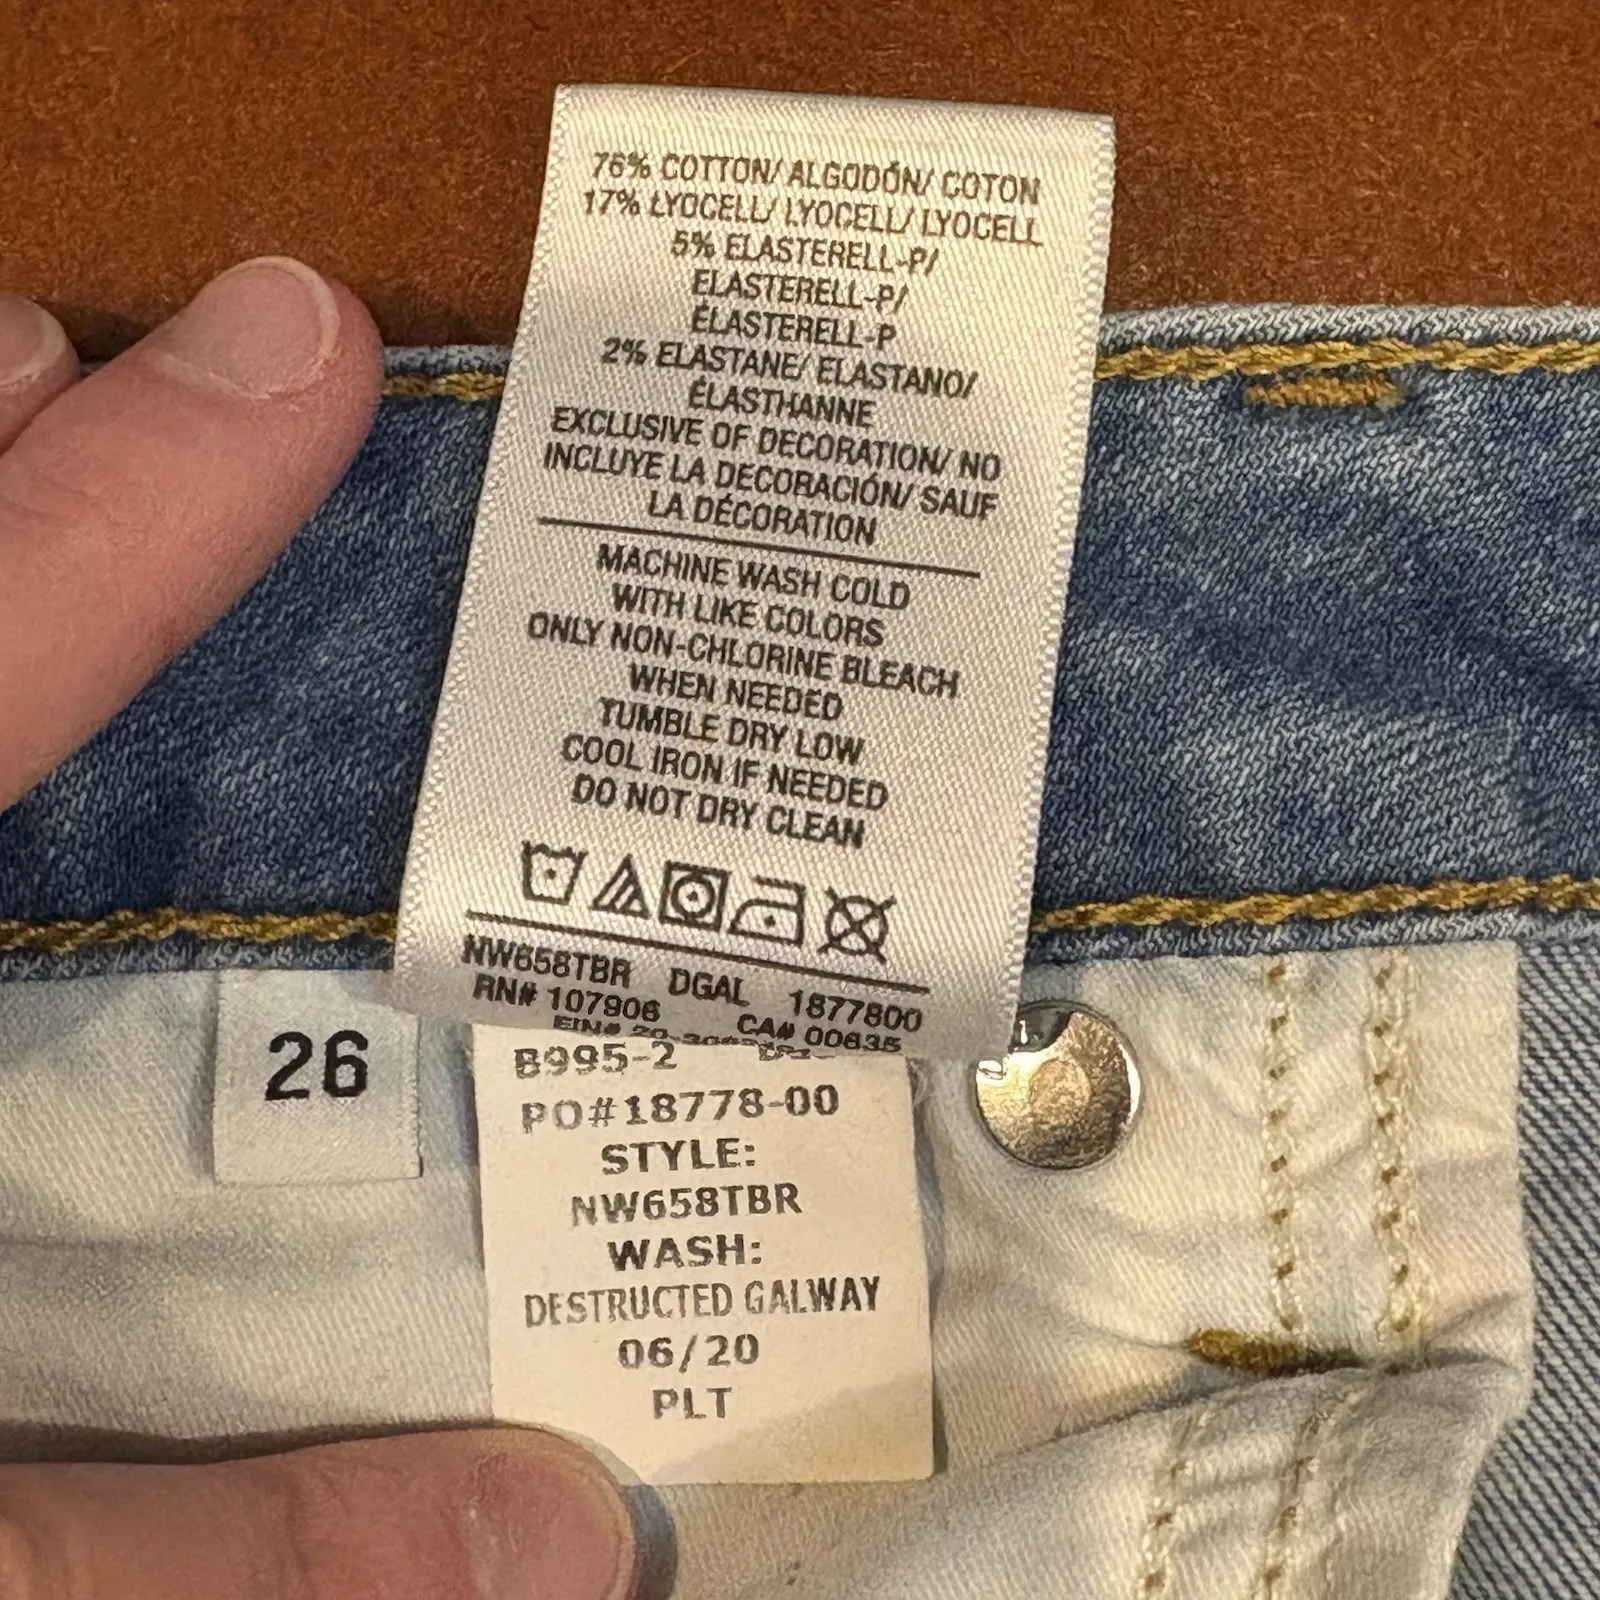 76% COTTON/ ALGODÓN/ COTON
17% LYOCELL/ LYOCELL/ LYOCELL
5% ELASTERELL-P/
ELASTERELL-P/
ÉLASTERELL-P
2% ELASTANE/ ELASTANO/
ÉLASTHANNE
EXCLUSIVE OF DECORATION/ NO
INCLUYE LA DECORACIÓN/ SAUF
LA DÉCORATION
MACHINE WASH COLD
WITH LIKE COLORS
ONLY NON-CHLORINE BLEACH
WHEN NEEDED
TUMBLE DRY LOW
COOL IRON IF NEEDED
DO NOT DRY CLEAN
NW658TBR DGAL 1877800
RN# 107906 CA# 00635
EIN#
26
B995-2
PO#18778-00
STYLE:
NW658TBR
WASH:
DESTRUCTED GALWAY
06/20
PLT